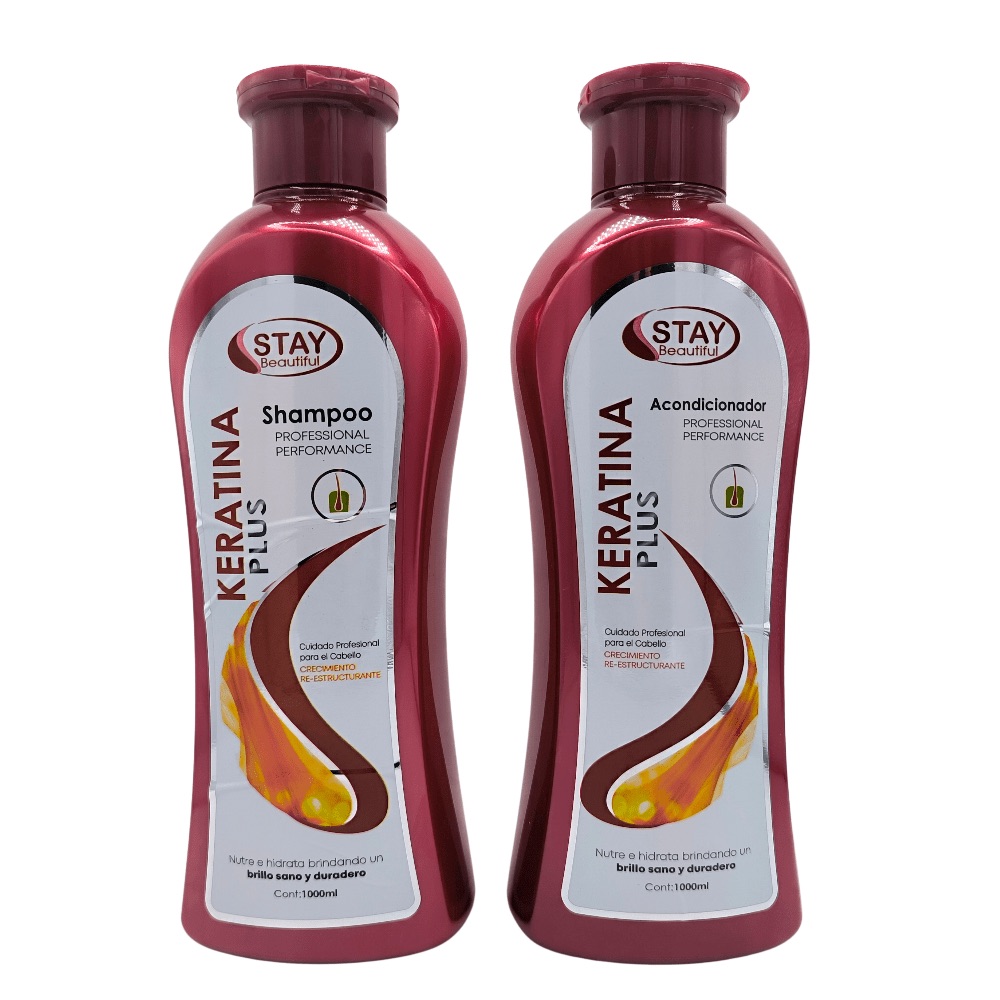 STAY
Beautiful
Shampoo
PROFESSIONAL
PERFORMANCE
KERATINA
PLUS
Cuidado Profesional
para el Cabello
CRECIMIENTO
RE-ESTRUCTURANTE
Nutre e hidrata brindando un
brillo sano y duradero
Cont:1000ml
STAY
Beautiful
Acondicionador
PROFESSIONAL
PERFORMANCE
KERATINA
PLUS
Cuidado Profesional
para el Cabello
CRECIMIENTO
RE-ESTRUCTURANTE
Nutre e hidrata brindando un
brillo sano y duradero
Cont:1000ml